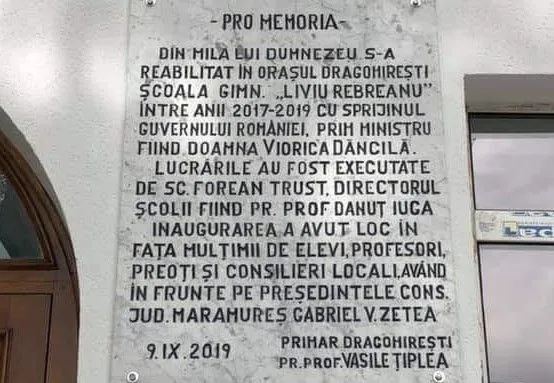 - PRO MEMORIA -
DIN MILA LUI DUMNEZEU S-A
REABILITAT ÎN ORAȘUL DRAGOMIREȘTI
ȘCOALA GIMN. „LIVIU REBREANU”
ÎNTRE ANII 2017-2019 CU SPRIJINUL
GUVERNULUI ROMÂNIEI, PRIM MINISTRU
FIIND DOAMNA VIORICA DĂNCILĂ.
LUCRĂRILE AU FOST EXECUTATE
DE SC. FOREAN TRUST, DIRECTORUL
ȘCOLII FIIND PR. PROF DANUȚ IUGA
INAUGURAREA A AVUT LOC ÎN
FAȚA MULȚIMII DE ELEVI, PROFESORI,
PREOȚI ȘI CONSILIERI LOCALI, AVÂND
ÎN FRUNTE PE PREȘEDINTELE CONS.
JUD. MARAMUREȘ GABRIEL V. ZETEA
9.IX.2019
PRIMAR DRAGOMIREȘTI
PR. PROF. VASILE ȚIPLEA